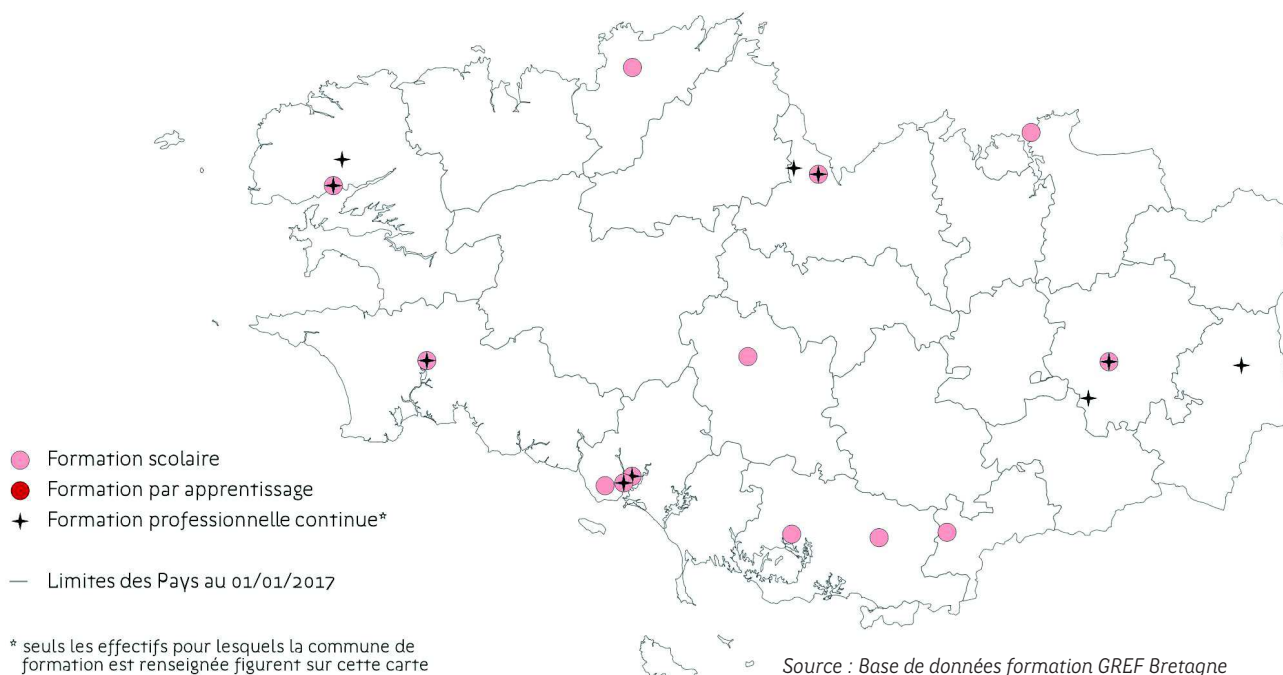 Formation scolaire
Formation par apprentissage
Formation professionnelle continue*
Limites des Pays au 01/01/2017
* seuls les effectifs pour lesquels la commune de
formation est renseignée figurent sur cette carte
Source : Base de données formation GREF Bretagne